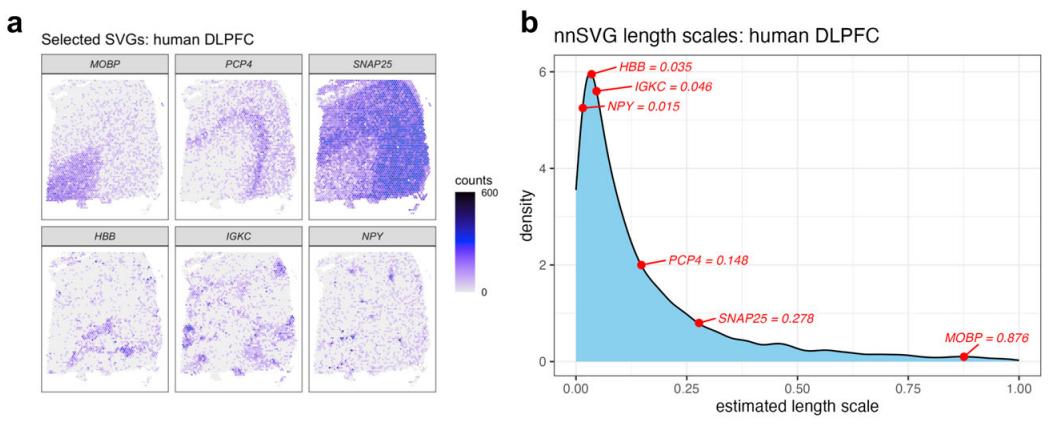 a
Selected SVGs: human DLPFC
MOBP
PCP4
SNAP25
HBB
IGKC
NPY
counts
600
0
b
nnSVG length scales: human DLPFC
density
6
4
2
0
HBB = 0.035
IGKC = 0.046
NPY = 0.015
PCP4 = 0.148
SNAP25 = 0.278
MOBP = 0.876
0.00
0.25
0.50
0.75
1.00
estimated length scale